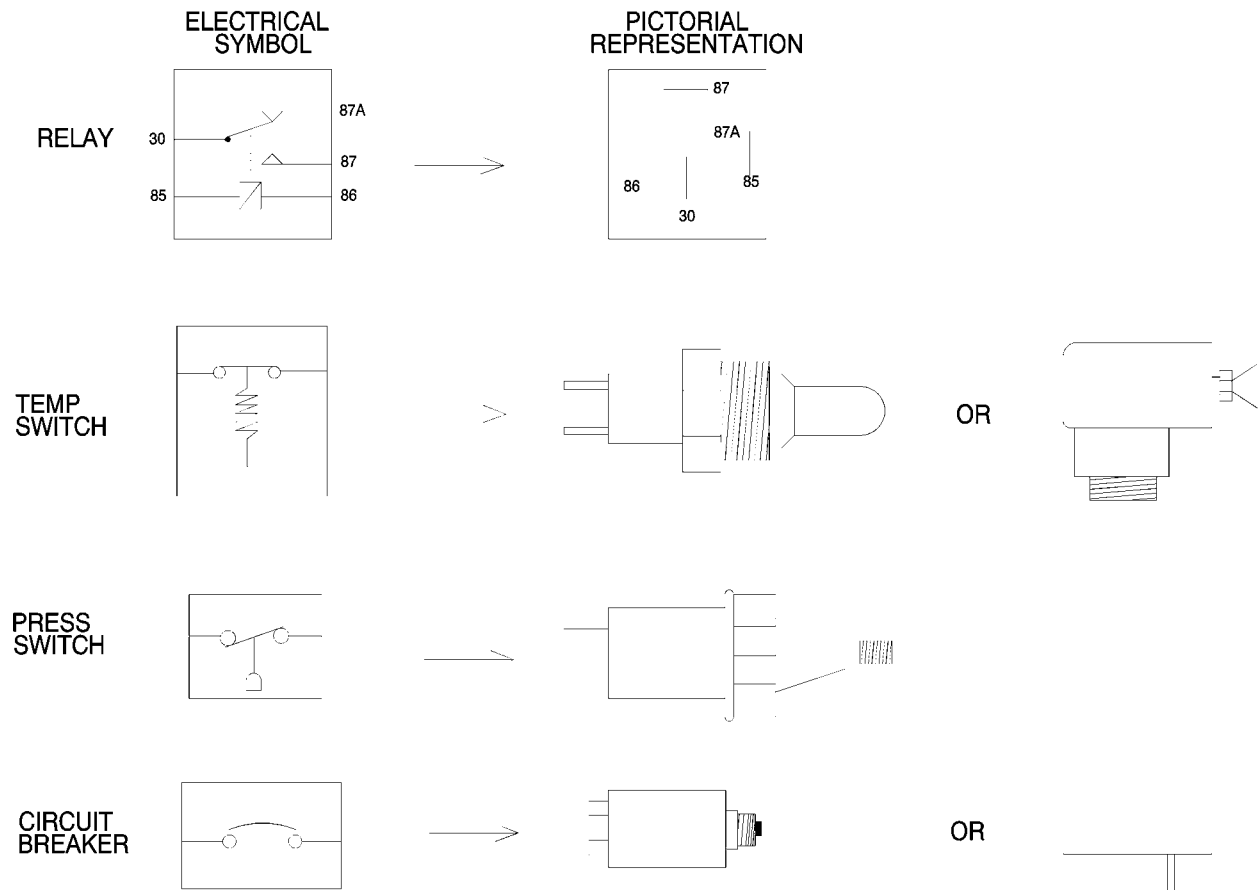 ELECTRICAL
SYMBOL
PICTORIAL
REPRESENTATION
RELAY
30
87A
87
85
86
87
87A
86
85
30
TEMP
SWITCH
OR
PRESS
SWITCH
CIRCUIT
BREAKER
OR